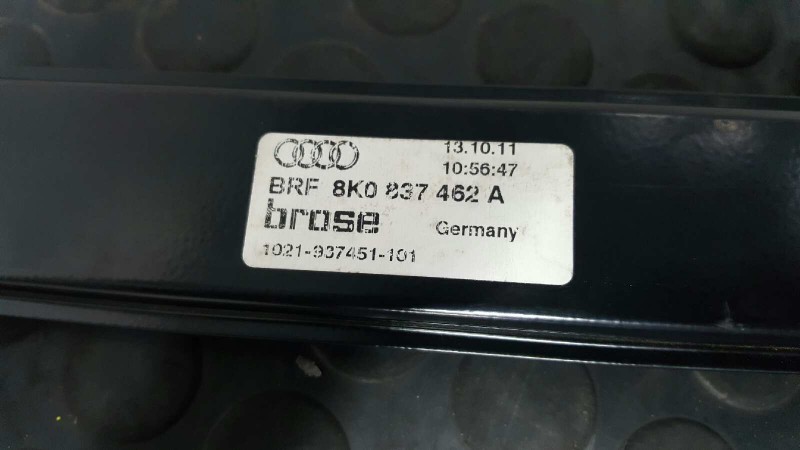 13.10.11
10:56:47
BRF 8K0 837 462 A
brose Germany
1021-937451-101